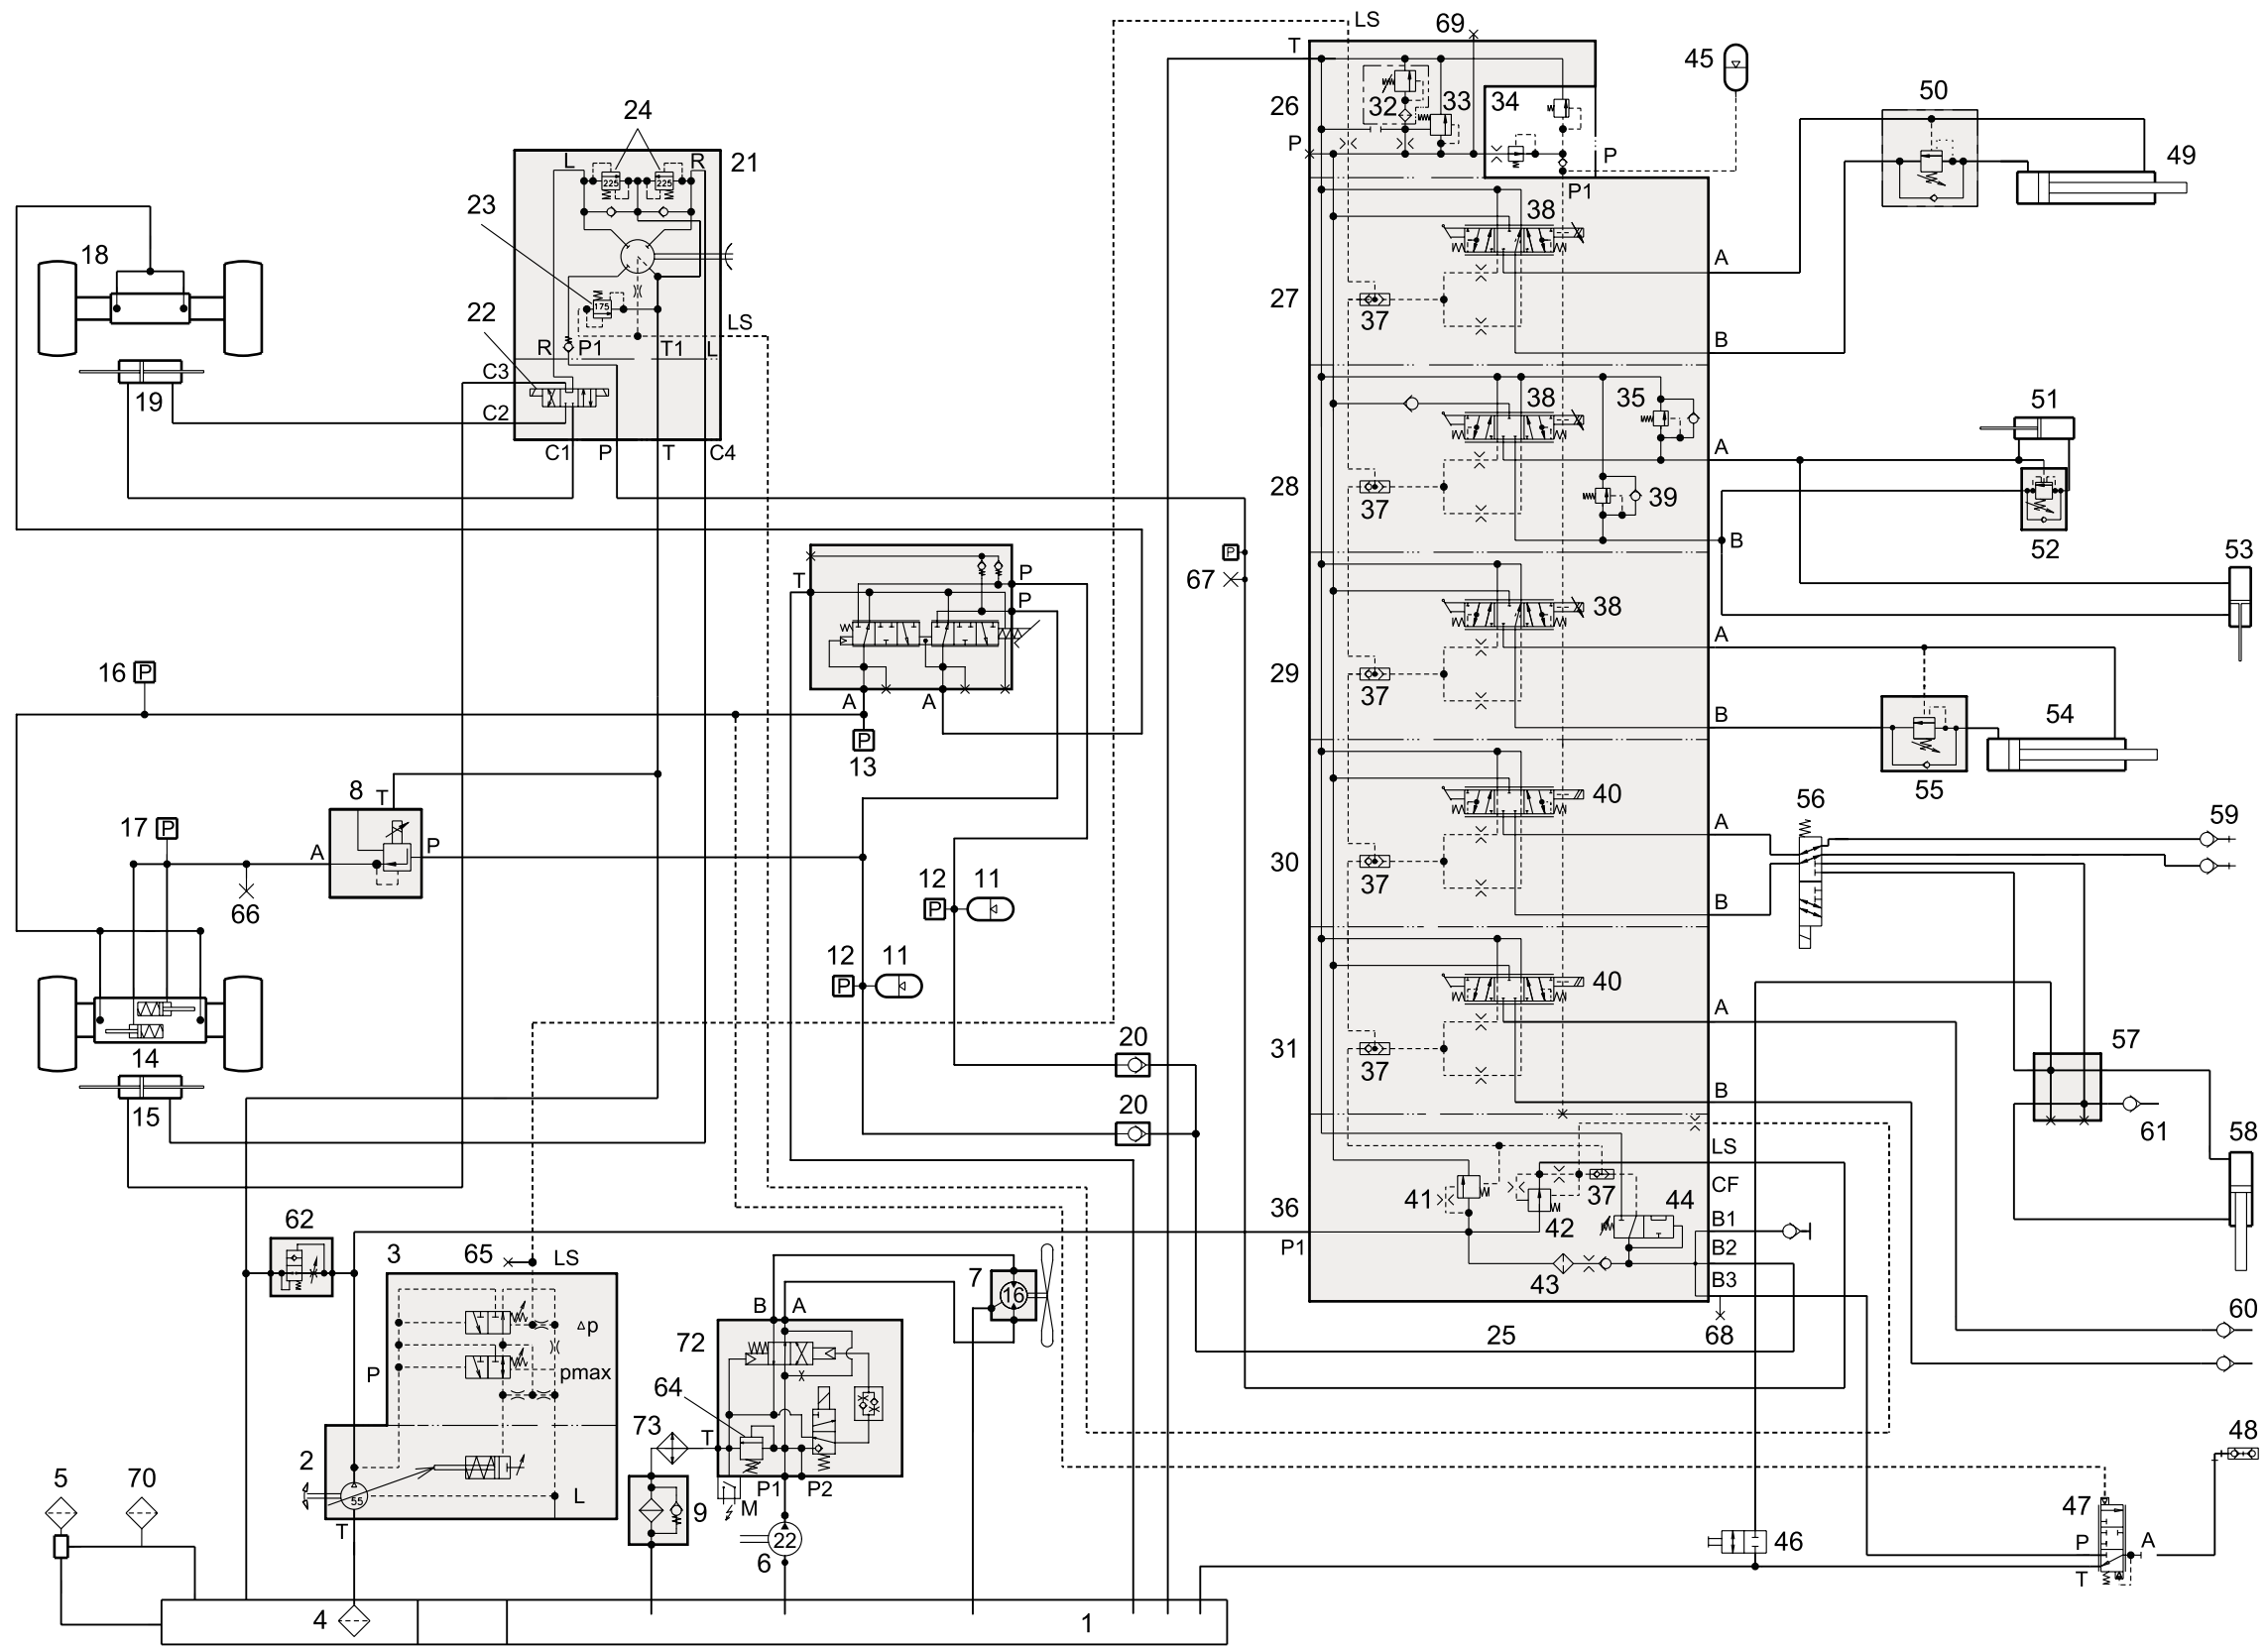 LS
69
T
45
26
32
33
34
50
24
P
P
49
L
R
21
P1
225
225
23
38
18
A
27
37
175
22
LS
B
R
P1
T1
L
C3
38
35
19
51
C2
A
C1
P
T
C4
28
37
39
B
52
53
P
T
P
67
P
38
A
16
P
29
37
A
A
B
54
P
13
8
T
40
56
55
17
P
A
P
A
59
30
37
12
11
66
P
B
12
11
40
P
A
57
31
37
20
14
B
15
20
61
58
LS
37
CF
41
44
36
62
42
B1
P1
3
65
LS
B2
7
16
43
B3
B
A
60
Δp
72
25
68
P
pmax
64
73
T
48
2
5
70
55
L
P1
P2
47
M
9
T
22
46
P
A
6
T
4
1